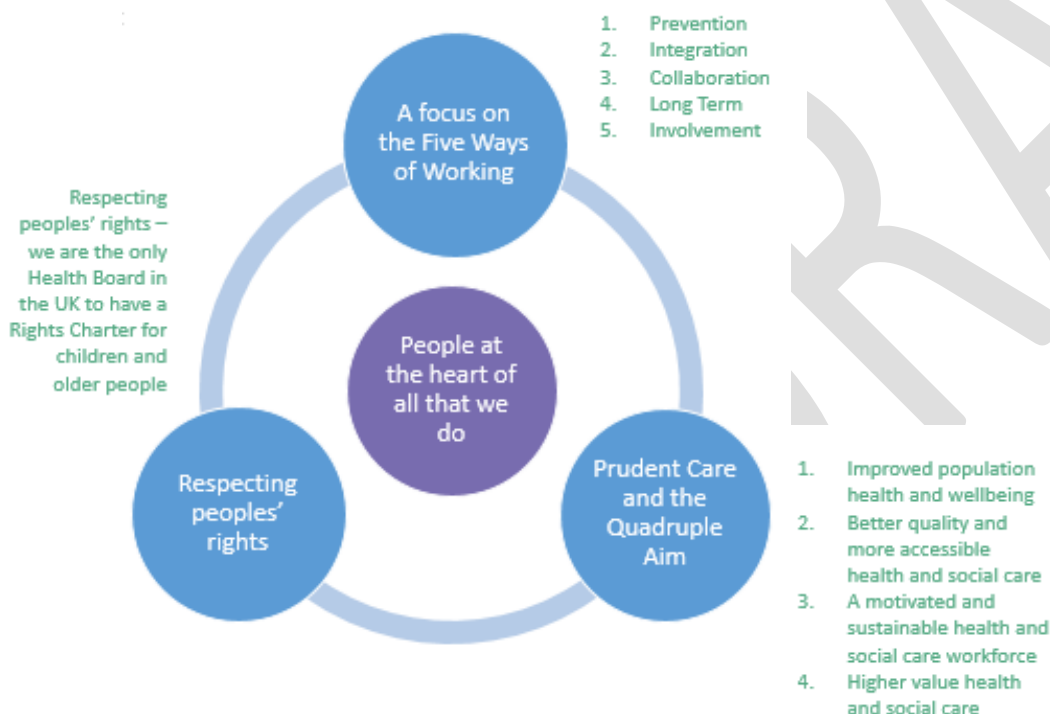 1. Prevention
2. Integration
3. Collaboration
4. Long Term
5. Involvement
A focus on
the Five Ways
of Working
Respecting
peoples' rights –
we are the only
Health Board in
the UK to have a
Rights Charter for
children and
older people
People at
the heart of
all that we
do
Respecting
peoples'
rights
Prudent Care
and the
Quadruple
Aim
1. Improved population
health and wellbeing
2. Better quality and
more accessible
health and social care
3. A motivated and
sustainable health and
social care workforce
4. Higher value health
and social care